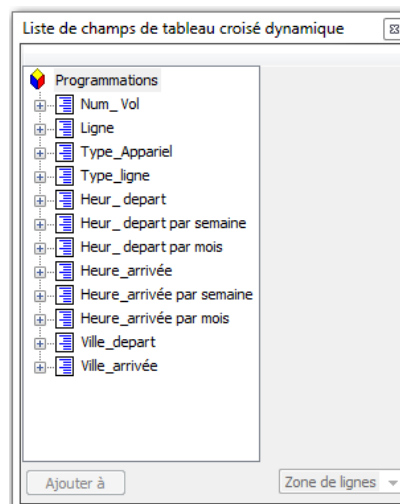 Liste de champs de tableau croisé dynamique
Programmations
Num_ Vol
Ligne
Type_Appariel
Type_ligne
Heur_ depart
Heur_ depart par semaine
Heur_ depart par mois
Heure_arrivée
Heure_arrivée par semaine
Heure_arrivée par mois
Ville_depart
Ville_arrivée
Ajouter à
Zone de lignes